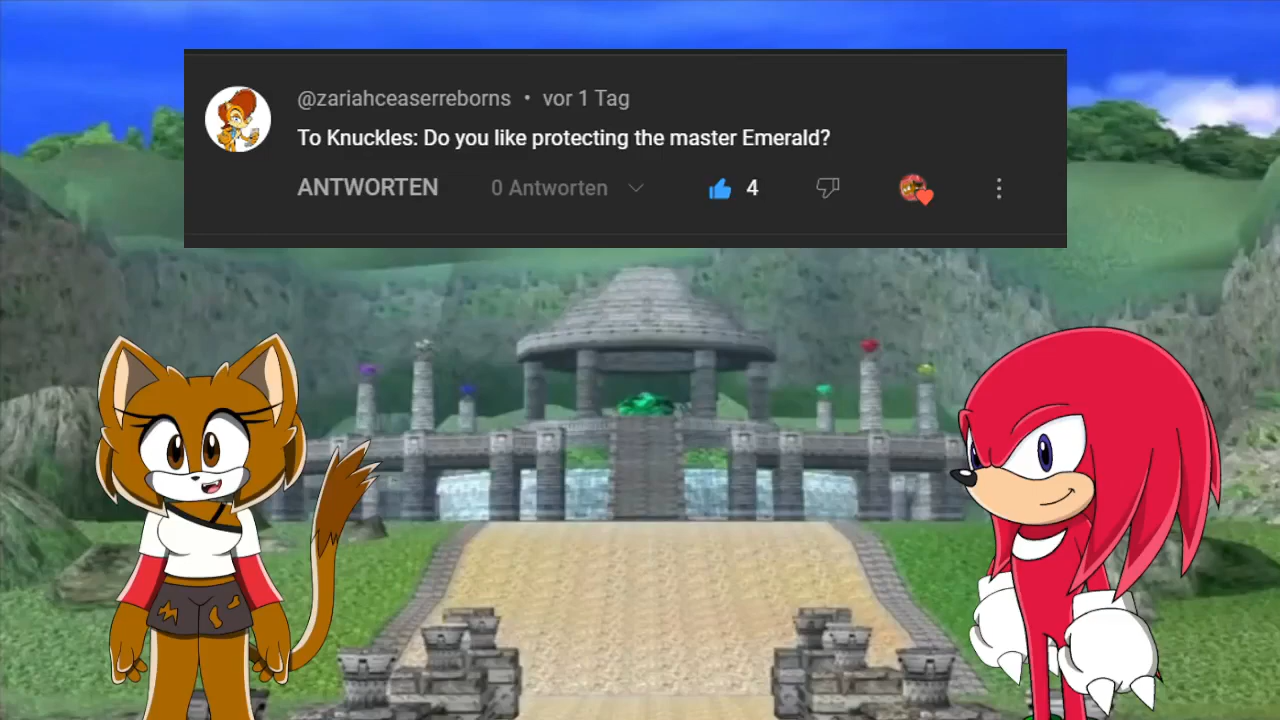 @zariahceaserreborns • vor 1 Tag
To Knuckles: Do you like protecting the master Emerald?
ANTWORTEN 0 Antworten 4